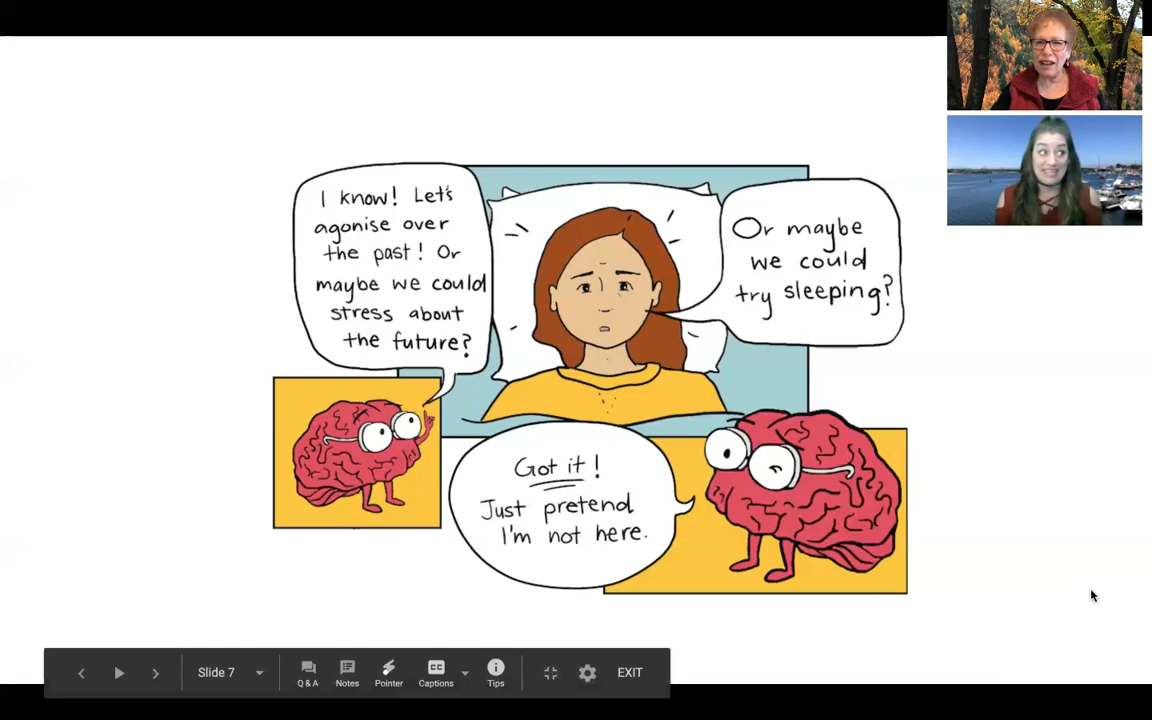 I know! Let's
agonise over
the past! Or
maybe we could
stress about
the future?
Or maybe
we could
try sleeping?
Got it!
Just pretend
I'm not here.
Slide 7
Q & A
Notes
Pointer
CC
Captions
Tips
EXIT